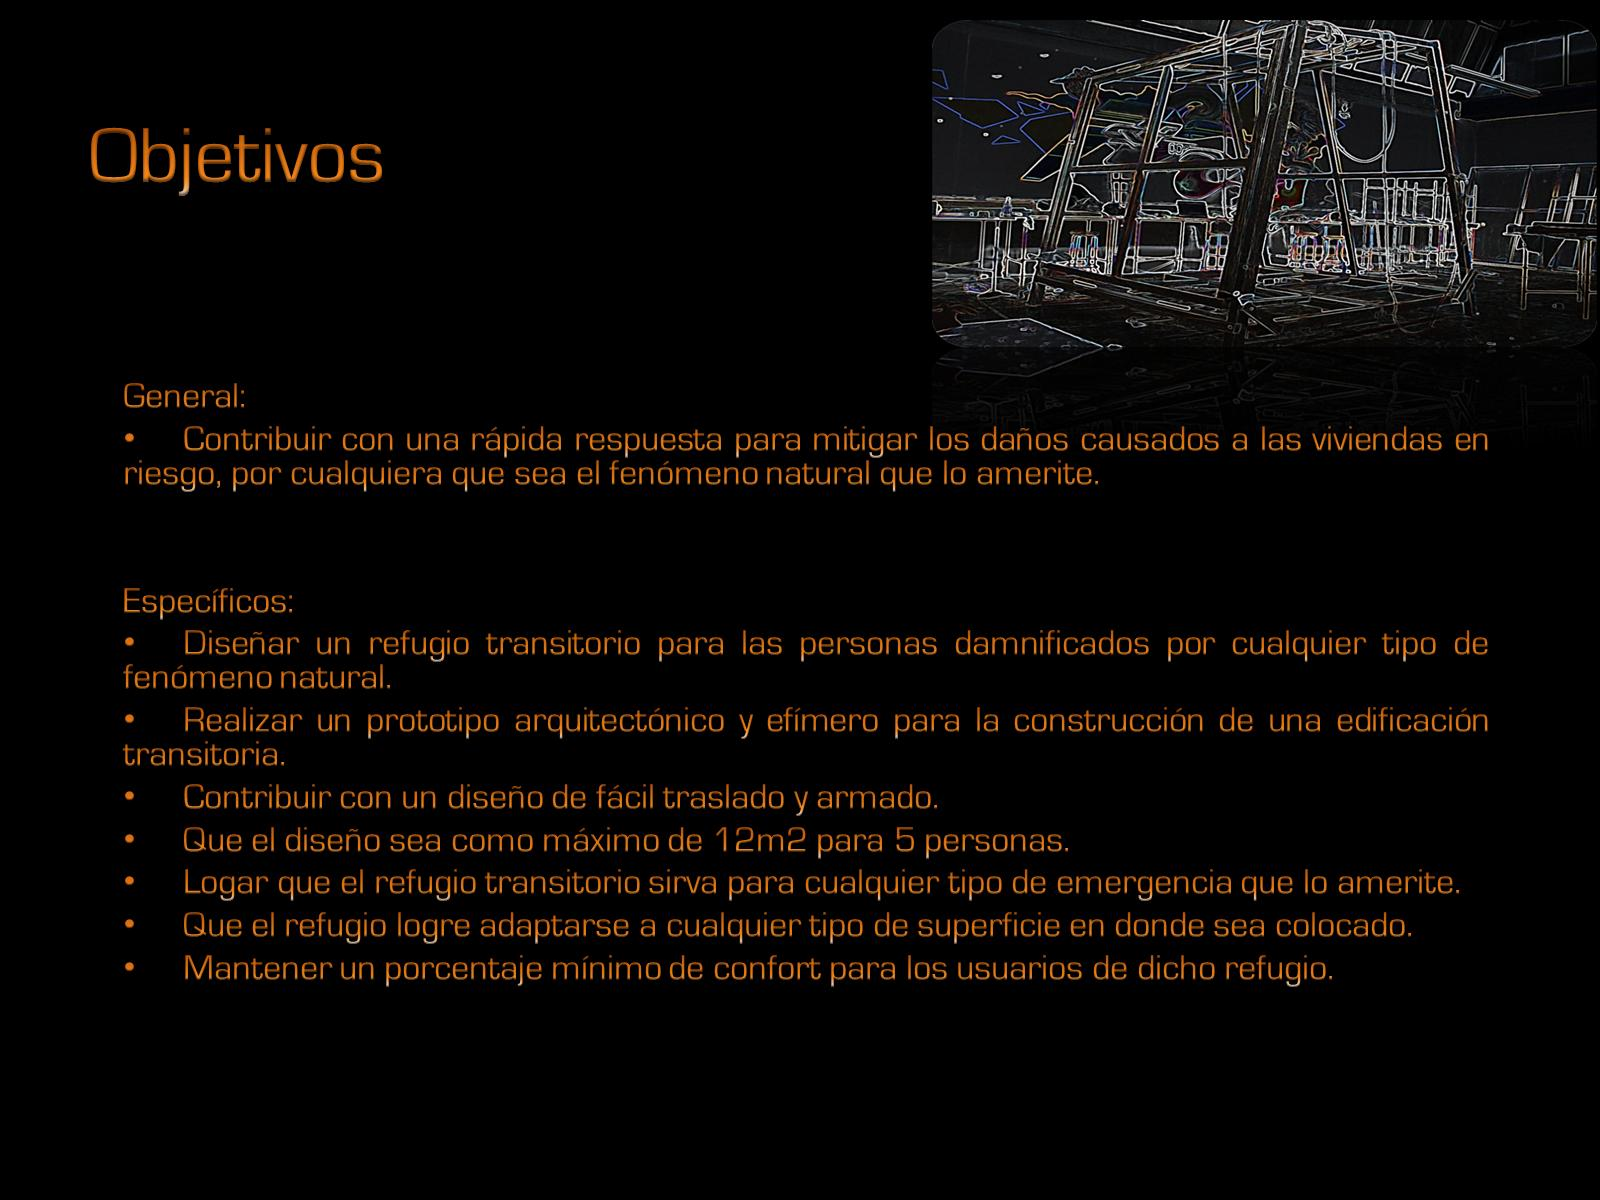 Objetivos
General:
• Contribuir con una rápida respuesta para mitigar los daños causados a las viviendas en
riesgo, por cualquiera que sea el fenómeno natural que lo amerite.
Específicos:
• Diseñar un refugio transitorio para las personas damnificados por cualquier tipo de
fenómeno natural.
• Realizar un prototipo arquitectónico y efímero para la construcción de una edificación
transitoria.
• Contribuir con un diseño de fácil traslado y armado.
• Que el diseño sea como máximo de 12m2 para 5 personas.
• Logar que el refugio transitorio sirva para cualquier tipo de emergencia que lo amerite.
• Que el refugio logre adaptarse a cualquier tipo de superficie en donde sea colocado.
• Mantener un porcentaje mínimo de confort para los usuarios de dicho refugio.